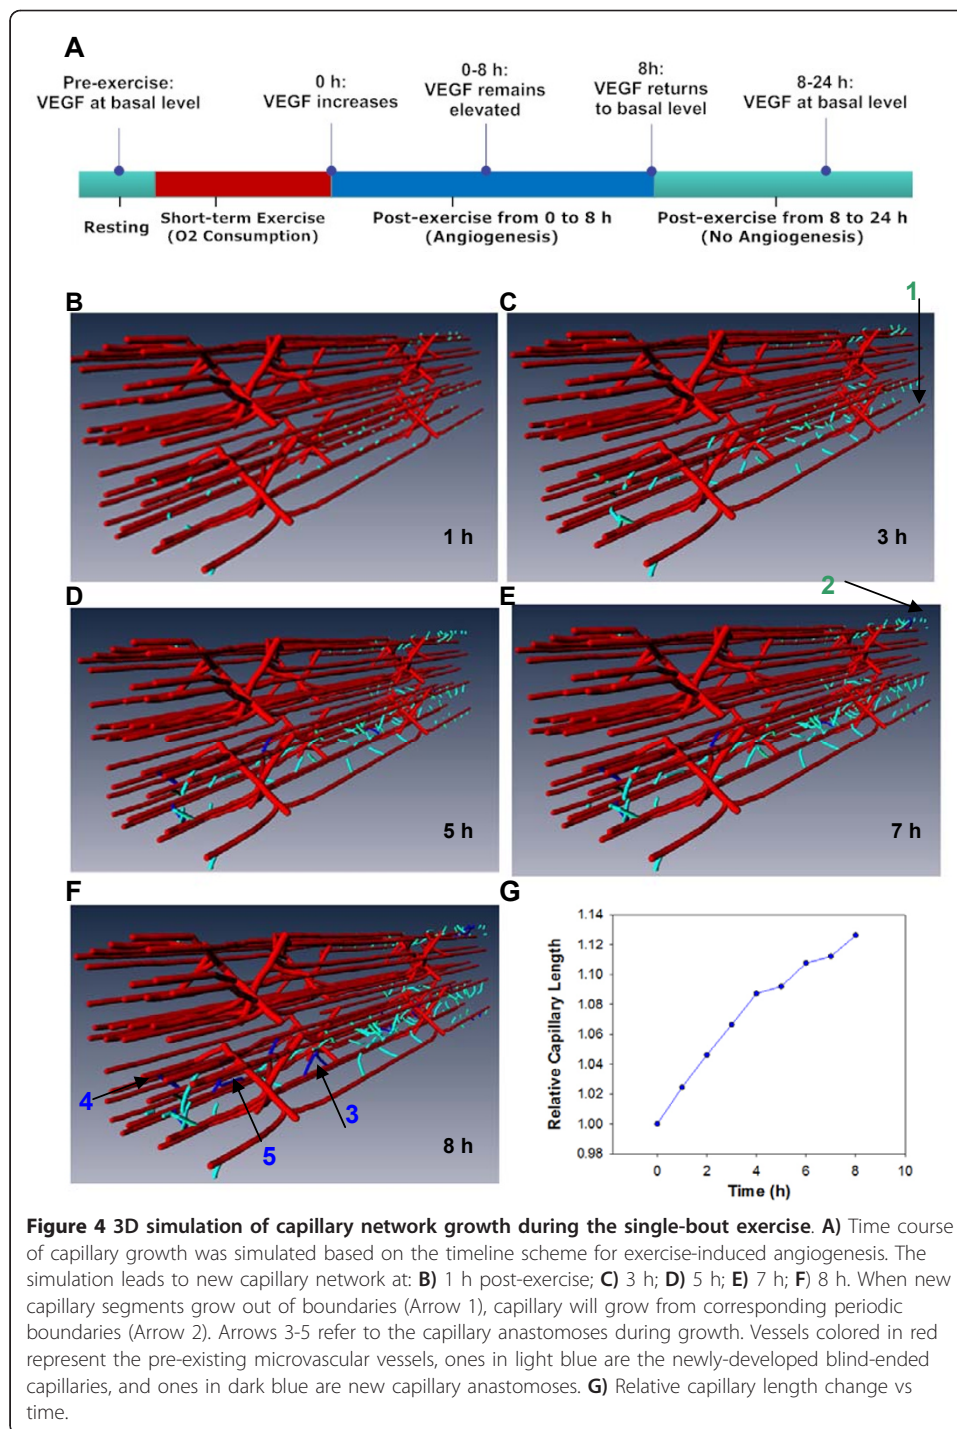 A
Pre-exercise:
VEGF at basal level
0 h:
VEGF increases
0-8 h:
VEGF remains
elevated
8h:
VEGF returns
to basal level
8-24 h:
VEGF at basal level
Resting
Short-term Exercise
(O2 Consumption)
Post-exercise from 0 to 8 h
(Angiogenesis)
Post-exercise from 8 to 24 h
(No Angiogenesis)
B
1 h
C
1
3 h
D
5 h
E
2
7 h
F
4
5
3
8 h
G
1.14
1.12
1.10
1.08
1.06
1.04
1.02
1.00
0.98
Relative Capillary Length
0 2 4 6 8 10
Time (h)
Figure 4 3D simulation of capillary network growth during the single-bout exercise. A) Time course
of capillary growth was simulated based on the timeline scheme for exercise-induced angiogenesis. The
simulation leads to new capillary network at: B) 1 h post-exercise; C) 3 h; D) 5 h; E) 7 h; F) 8 h. When new
capillary segments grow out of boundaries (Arrow 1), capillary will grow from corresponding periodic
boundaries (Arrow 2). Arrows 3-5 refer to the capillary anastomoses during growth. Vessels colored in red
represent the pre-existing microvascular vessels, ones in light blue are the newly-developed blind-ended
capillaries, and ones in dark blue are new capillary anastomoses. G) Relative capillary length change vs
time.